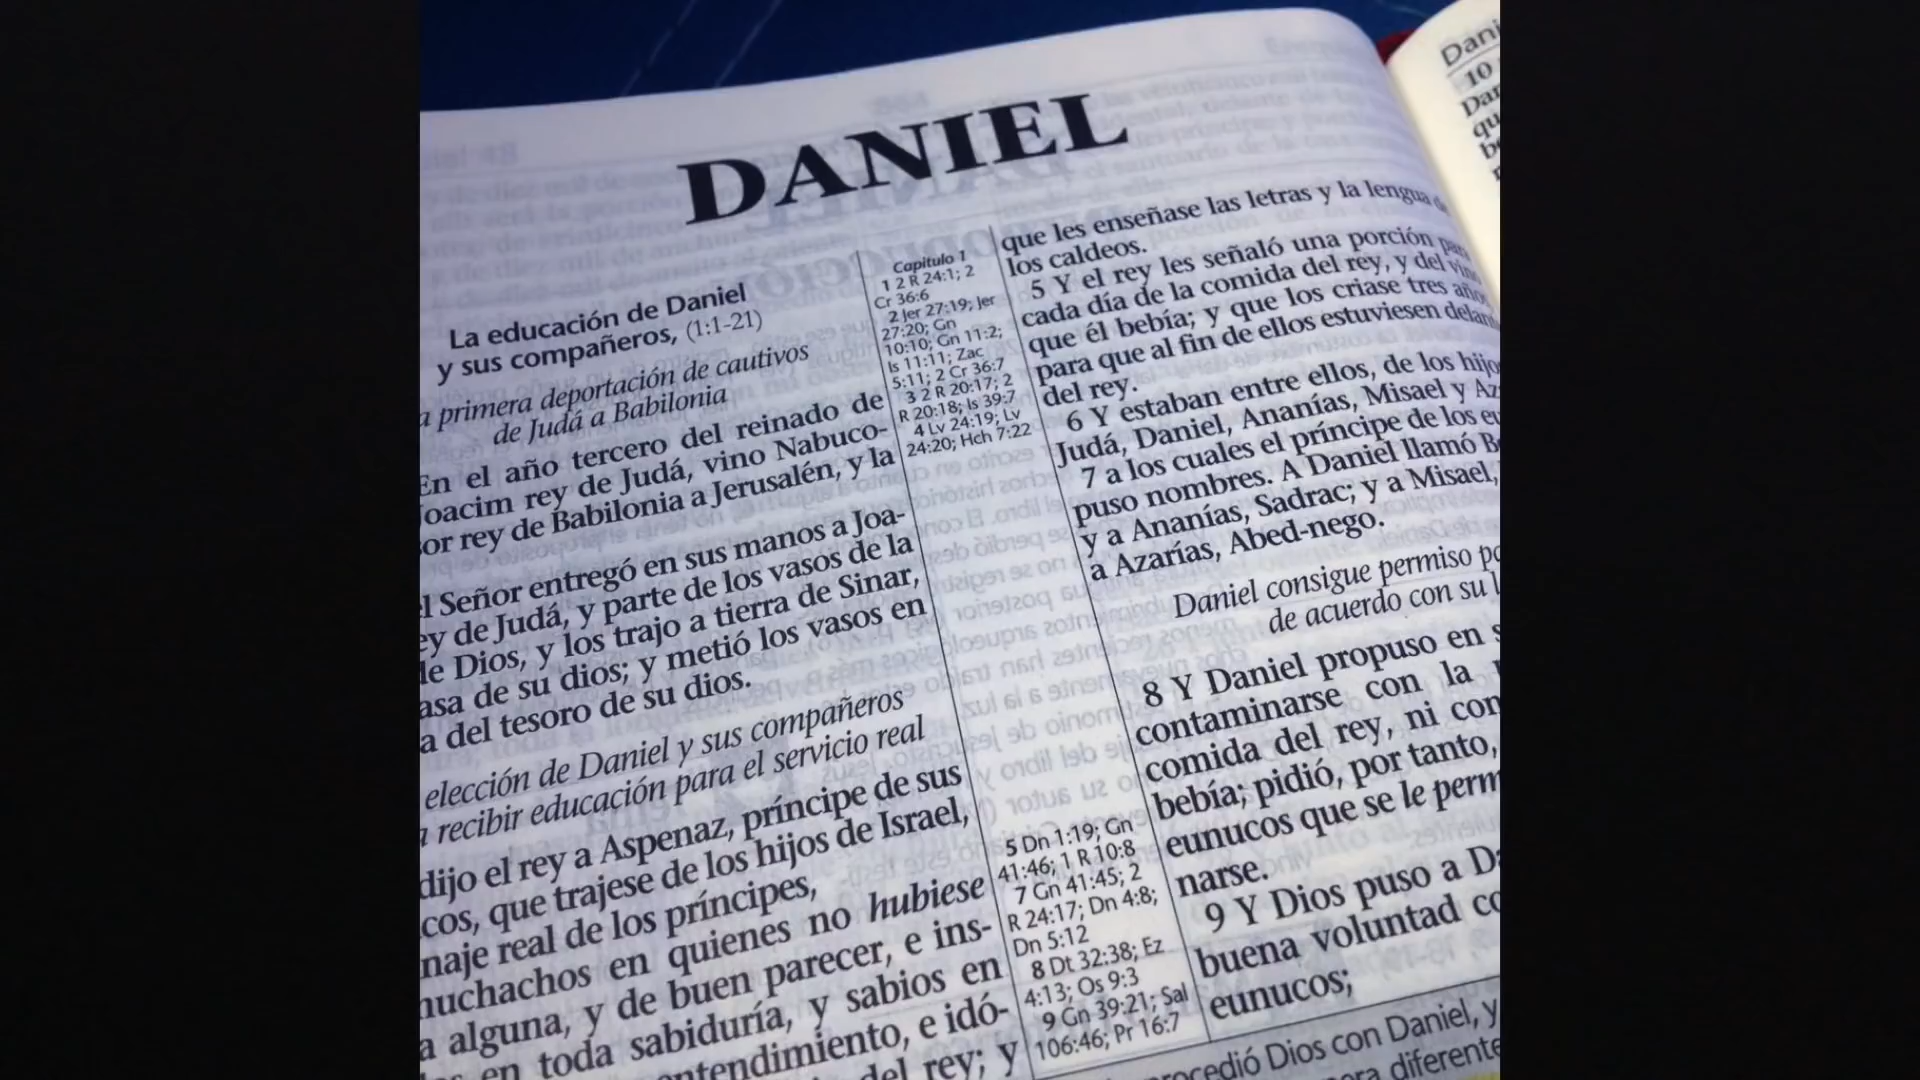 DANIEL
La educación de Daniel
y sus compañeros, (1:1-21)
primera deportación de cautivos
de Judá a Babilonia
En el año tercero del reinado de
Joacim rey de Judá, vino Nabuco-
rey de Babilonia a Jerusalén, y la
Señor entregó en sus manos a Joa-
de Judá, y parte de los vasos de la
de Dios, y los trajo a tierra de Sinar,
de su dios; y metió los vasos en
del tesoro de su dios.
elección de Daniel y sus compañeros
recibir educación para el servicio real
dijo el rey a Aspenaz, príncipe de sus
que trajese de los hijos de Israel,
real de los príncipes,
muchachos en quienes no hubiese
alguna, y de buen parecer, e ins-
en toda sabiduría, y sabios en
e idó-
del rey; y
Capítulo 1
1 2 R 24:1; 2
Cr 36:6
2 Jer 27:19; Jer
27:20; Gn
10:10; Gn 11:2;
Is 11:11; Zac
5:11; 2 Cr 36:7
3 2 R 20:17; 2
R 20:18; Is 39:7
4 Lv 24:19; Lv
24:20; Hch 7:22
5 Dn 1:19; Gn
41:46; 1 R 10:8
7 Gn 41:45; 2
R 24:17; Dn 4:8;
Dn 5:12
8 Dt 32:38; Ez
4:13; Os 9:3
9 Gn 39:21; Sal
106:46; Pr 16:7
que les enseñase las letras y la lengua de
los caldeos.
5 Y el rey les señaló una porción para
cada día de la comida del rey, y del vino
que él bebía; y que los criase tres años,
para que al fin de ellos estuviesen delante
del rey.
6 Y estaban entre ellos, de los hijos
Judá, Daniel, Ananías, Misael y
7 a los cuales el príncipe de los
puso nombres. A Daniel llamó
y a Ananías, Sadrac; y a Misael,
a Azarías, Abed-nego.
Daniel consigue permiso
de acuerdo con su
8 Y Daniel propuso en
contaminarse con la
comida del rey, ni con
bebía; pidió, por tanto,
eunucos que se le
narse.
9 Y Dios puso a
buena voluntad
eunucos;
Dios con Daniel, y
diferente
10